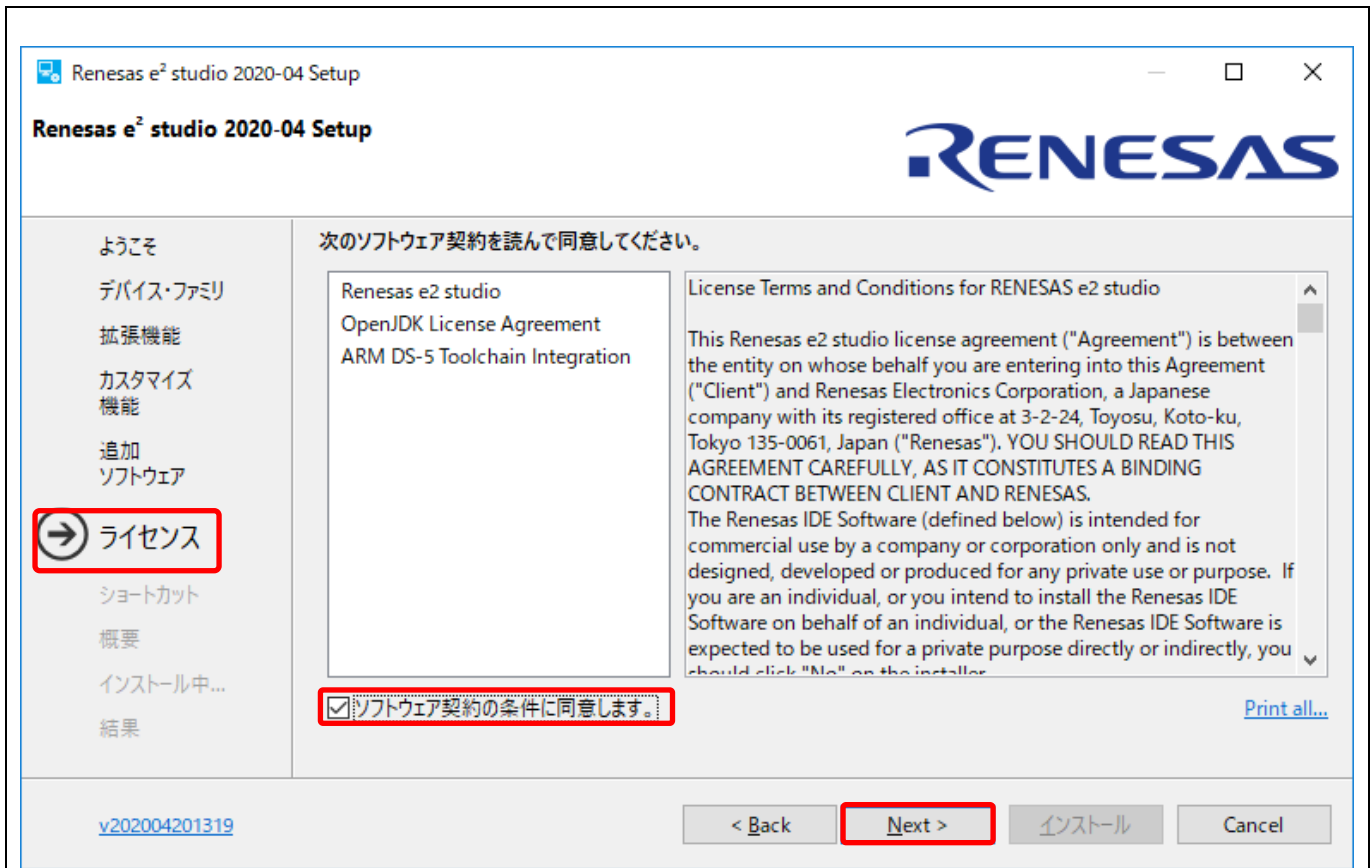 Renesas e² studio 2020-04 Setup
Renesas e² studio 2020-04 Setup
RENESAS
ようこそ
デバイス・ファミリ
拡張機能
カスタマイズ
機能
追加
ソフトウェア
ライセンス
ショートカット
概要
インストール中...
結果
次のソフトウェア契約を読んで同意してください。
Renesas e2 studio
OpenJDK License Agreement
ARM DS-5 Toolchain Integration
License Terms and Conditions for RENESAS e2 studio
This Renesas e2 studio license agreement ("Agreement") is between
the entity on whose behalf you are entering into this Agreement
("Client") and Renesas Electronics Corporation, a Japanese
company with its registered office at 3-2-24, Toyosu, Koto-ku,
Tokyo 135-0061, Japan ("Renesas"). YOU SHOULD READ THIS
AGREEMENT CAREFULLY, AS IT CONSTITUTES A BINDING
CONTRACT BETWEEN CLIENT AND RENESAS.
The Renesas IDE Software (defined below) is intended for
commercial use by a company or corporation only and is not
designed, developed or produced for any private use or purpose.  If
you are an individual, or you intend to install the Renesas IDE
Software on behalf of an individual, or the Renesas IDE Software is
expected to be used for a private purpose directly or indirectly, you
should click "No" on the installer
ソフトウェア契約の条件に同意します。
Print all...
v202004201319
< Back
Next >
インストール
Cancel